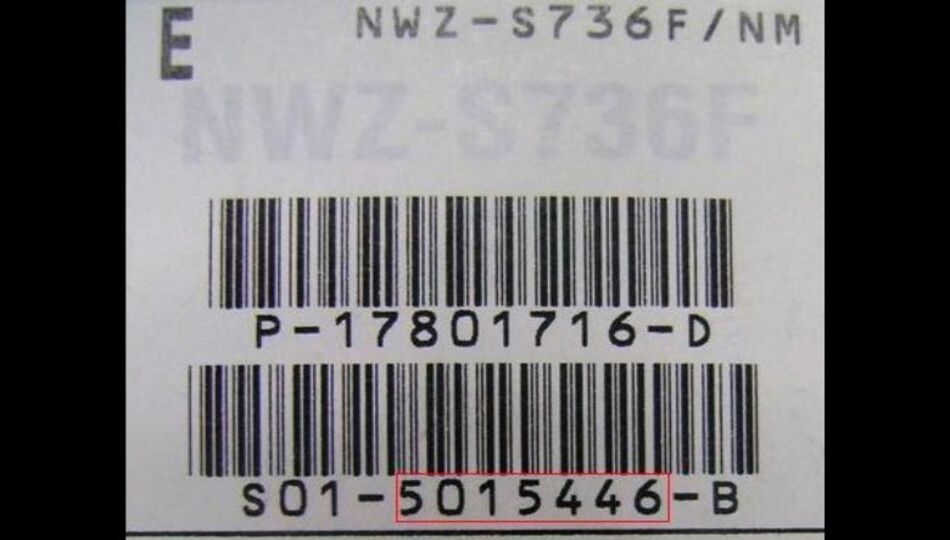 E
NWZ-S736F/NM
NWZ-S736F
P-17801716-D
S01-5015446-B